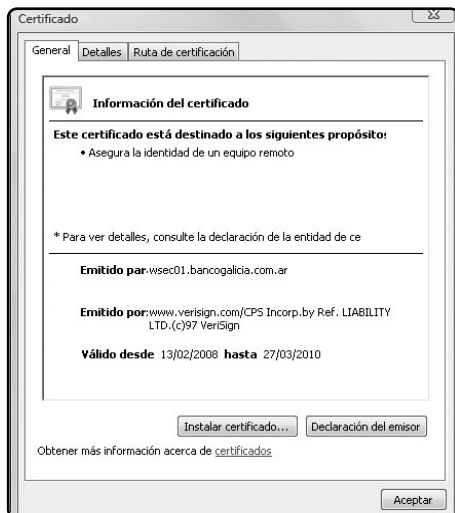 Certificado
General Detalles Ruta de certificación
Información del certificado
Este certificado está destinado a los siguientes propósitos
• Asegura la identidad de un equipo remoto
* Para ver detalles, consulte la declaración de la entidad de ce
Emitido par wsec01.bancogalicia.com.ar
Emitido por:www.verisign.com/CPS Incorp.by Ref. LIABILITY
LTD.(c)97 VeriSign
Válido desde 13/02/2008 hasta 27/03/2010
Instalar certificado... Declaración del emisor
Obtener más información acerca de certificados
Aceptar